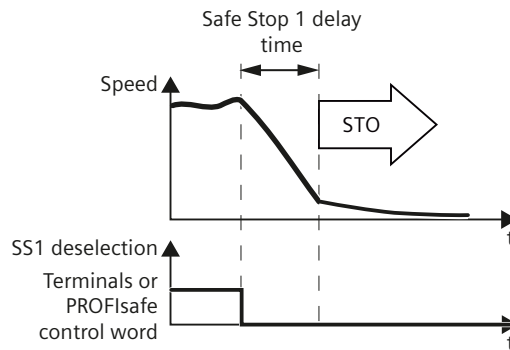 Safe Stop 1 delay
time
Speed
STO
t
SS1 deselection
Terminals or
PROFIsafe
control word
t